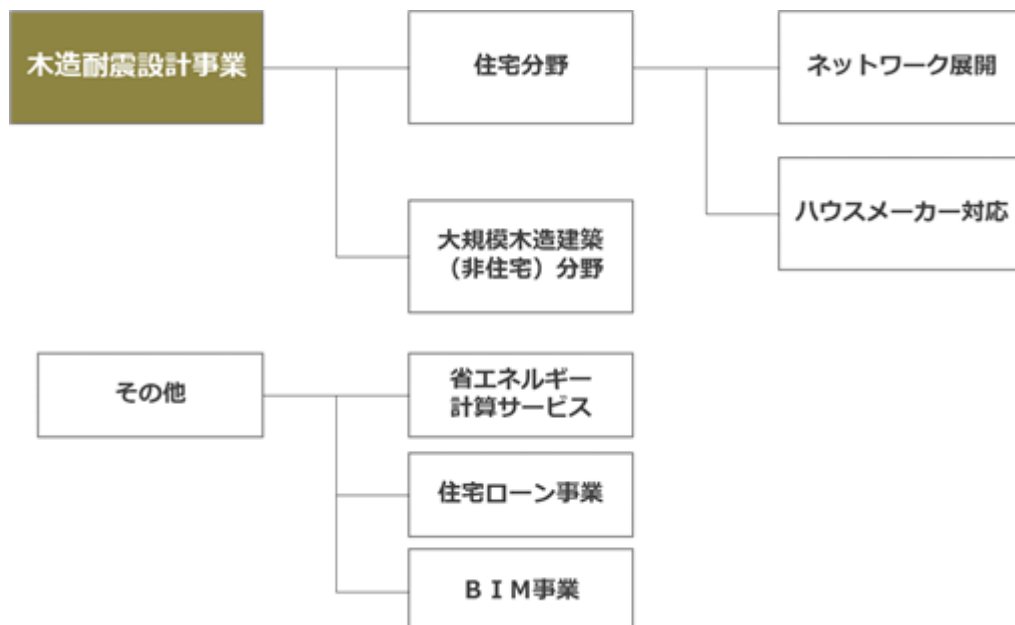 木造耐震設計事業
住宅分野
ネットワーク展開
ハウスメーカー対応
大規模木造建築
（非住宅）分野
その他
省エネルギー
計算サービス
住宅ローン事業
ＢＩＭ事業